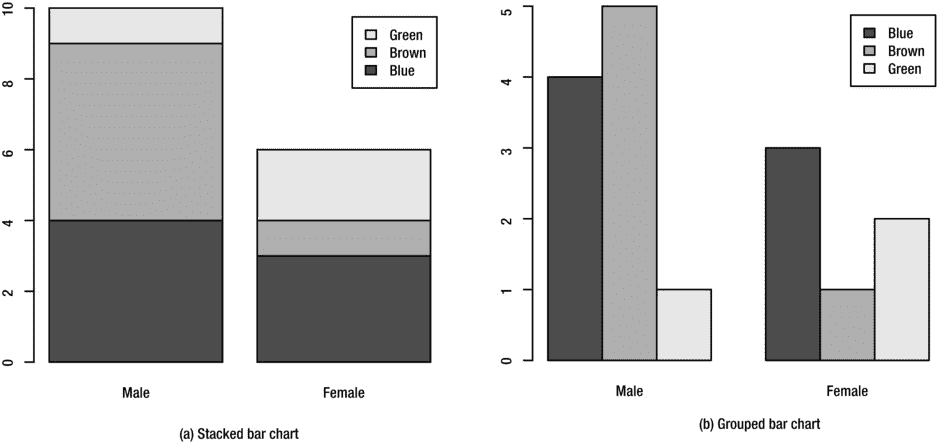 10
8
6
4
2
0
Green
Brown
Blue
Male
Female
(a) Stacked bar chart
5
4
3
2
1
0
Blue
Brown
Green
Male
Female
(b) Grouped bar chart